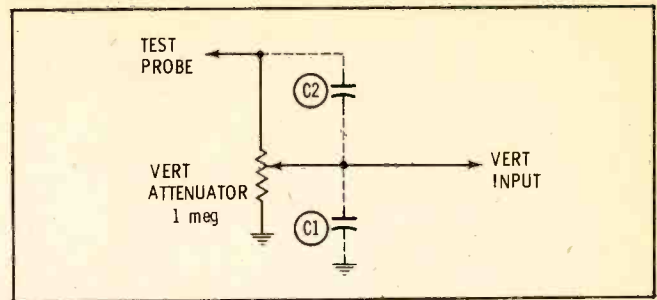 TEST
PROBE
C2
VERT
ATTENUATOR
1 meg
VERT
INPUT
C1